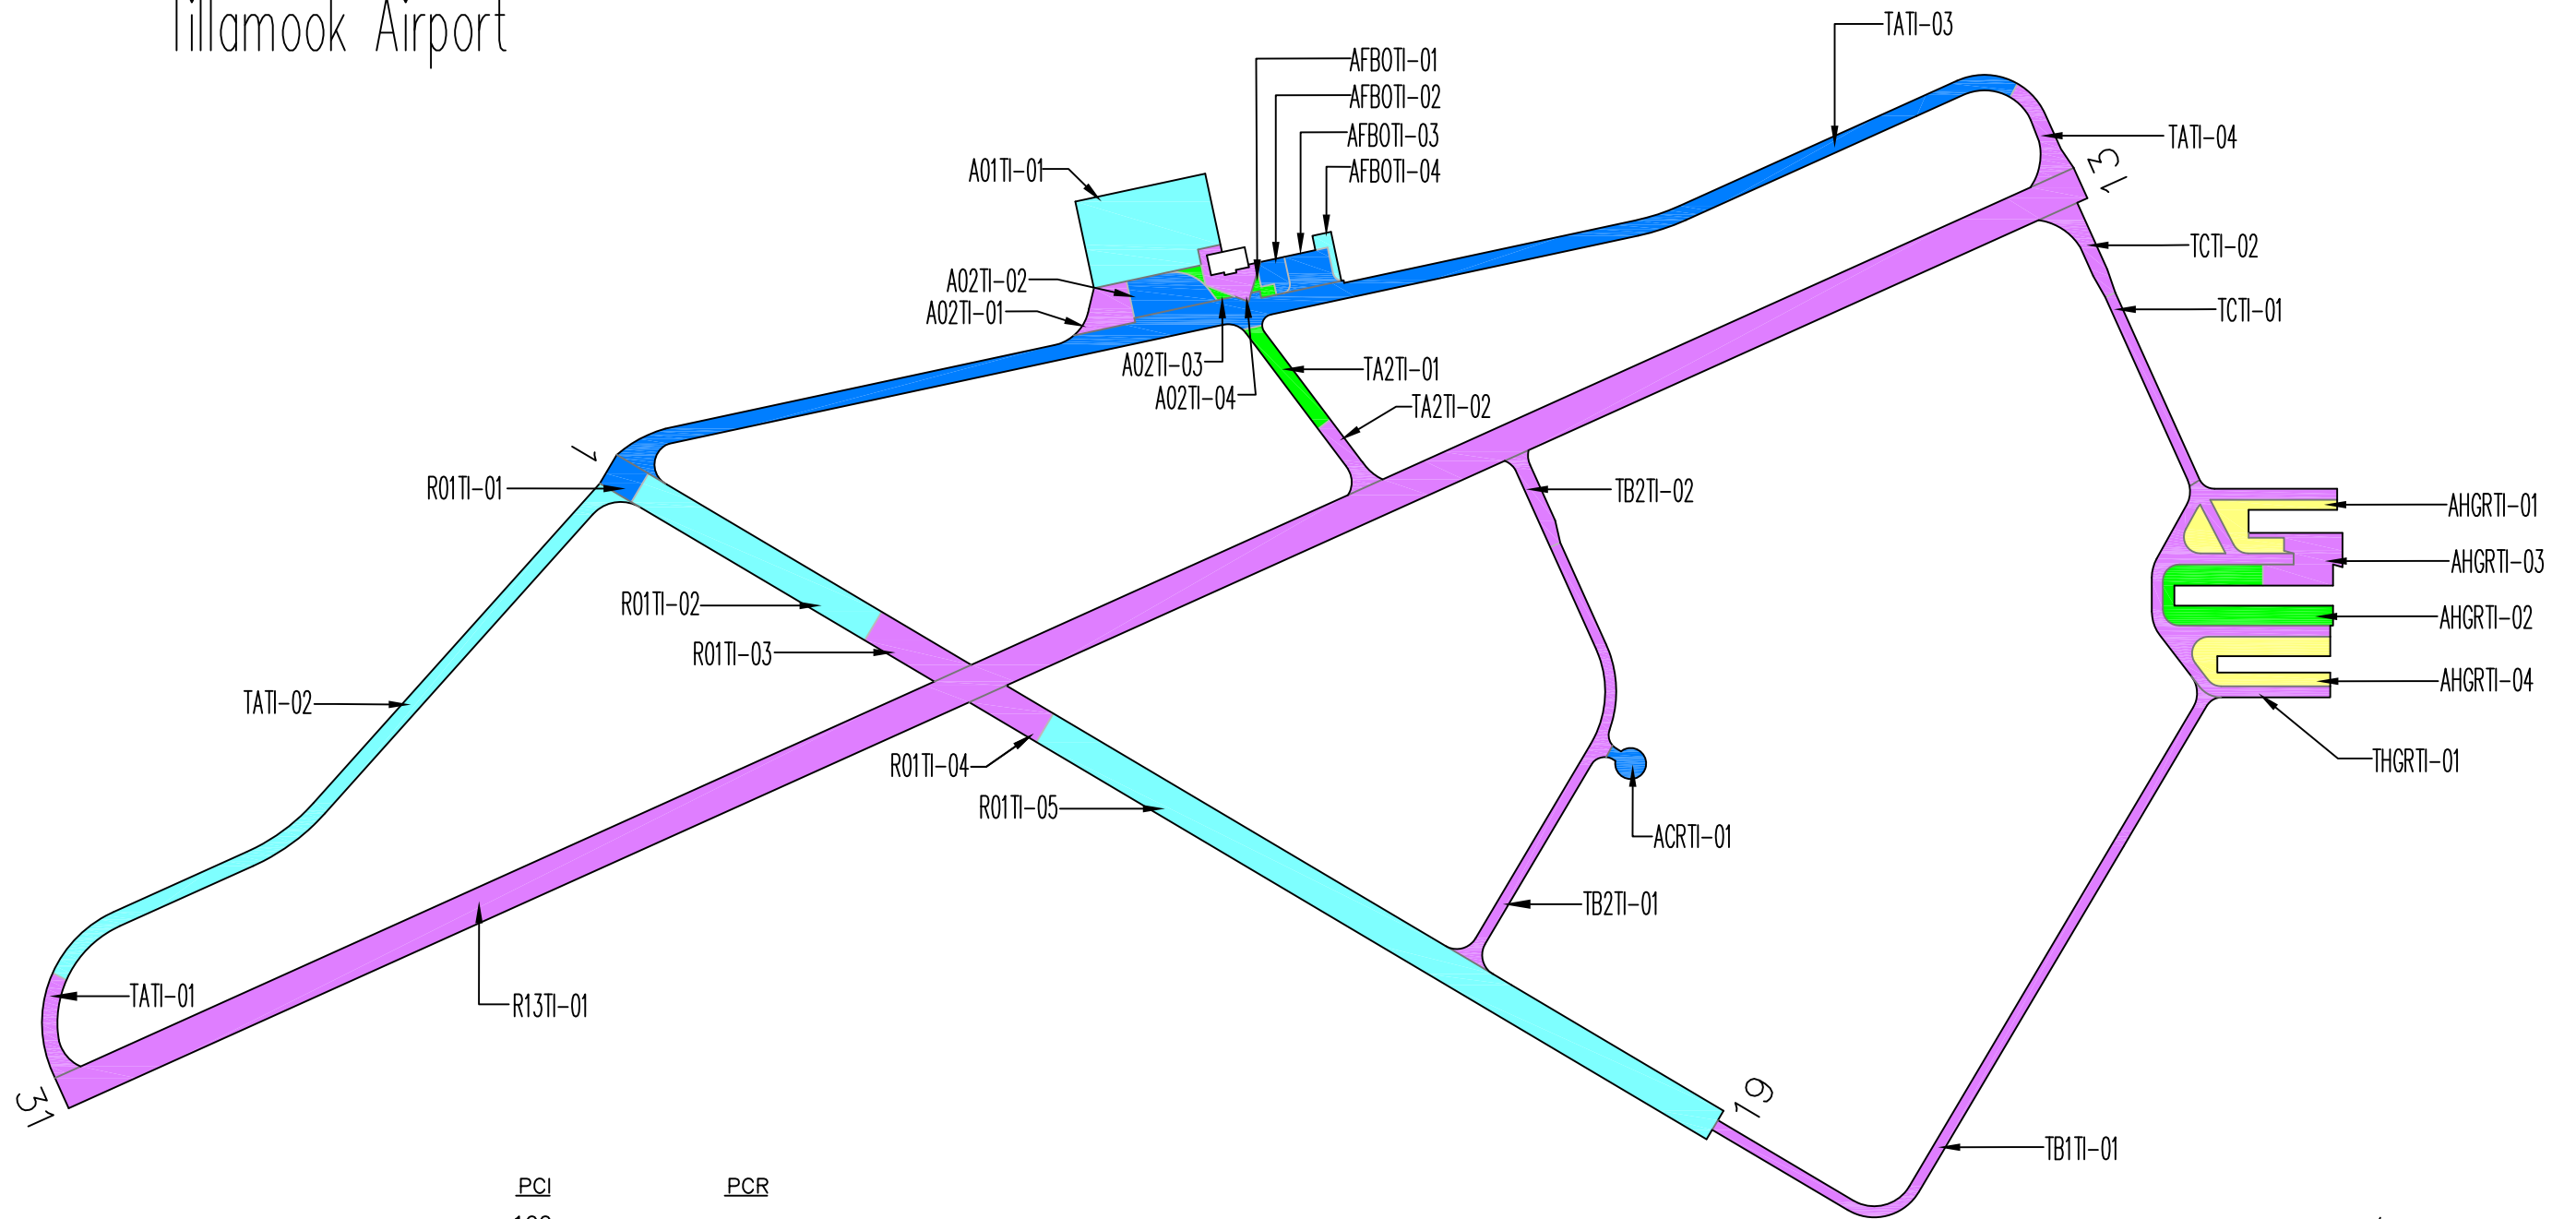 Tillamook Airport
TATI-03
AFBOTI-01
AFBOTI-02
AFBOTI-03
AFBOTI-04
TATI-04
13
A01TI-01
TCTI-02
A02TI-02
A02TI-01
TCTI-01
A02TI-03
A02TI-04
TA2TI-01
TA2TI-02
1
R01TI-01
TB2TI-02
AHGRTI-01
AHGRTI-03
R01TI-02
AHGRTI-02
R01TI-03
AHGRTI-04
TATI-02
THGRTI-01
R01TI-04
R01TI-05
ACRTI-01
TB2TI-01
TATI-01
R13TI-01
31
19
TB1TI-01
PCI PCR
100